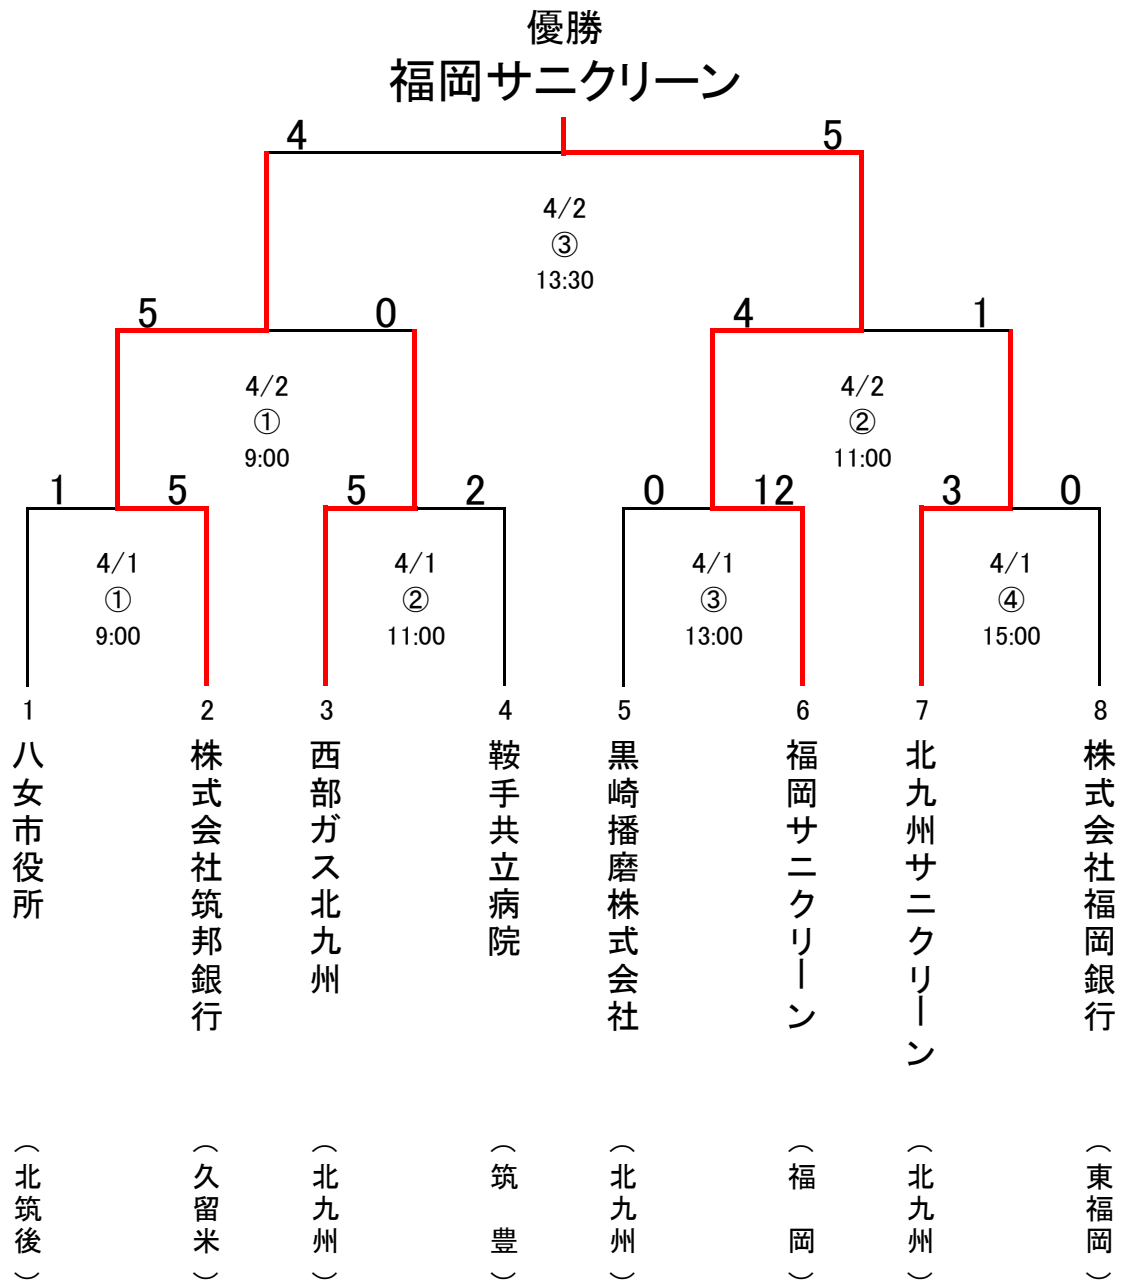 優勝
福岡サニクリーン
4
5
4/2
③
13:30
5
0
4
1
4/2
①
9:00
4/2
②
11:00
1
5
5
2
0
12
3
0
4/1
①
9:00
4/1
②
11:00
4/1
③
13:00
4/1
④
15:00
1
2
3
4
5
6
7
8
八女市役所
株式会社筑邦銀行
西部ガス北九州
鞍手共立病院
黒崎播磨株式会社
福岡サニクリーン
北九州サニクリーン
株式会社福岡銀行
（北筑後）
（久留米）
（北九州）
（筑　豊）
（北九州）
（福　岡）
（北九州）
（東福岡）